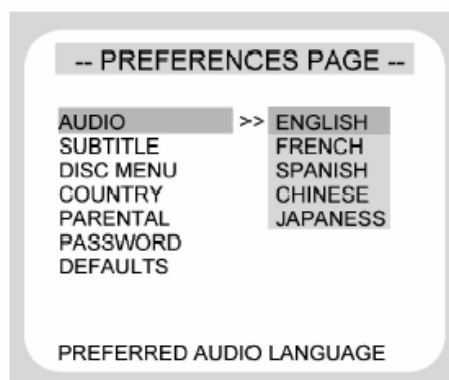 -- PREFERENCES PAGE --
AUDIO >> ENGLISH
SUBTITLE FRENCH
DISC MENU SPANISH
COUNTRY CHINESE
PARENTAL JAPANESS
PASSWORD
DEFAULTS
PREFERRED AUDIO LANGUAGE